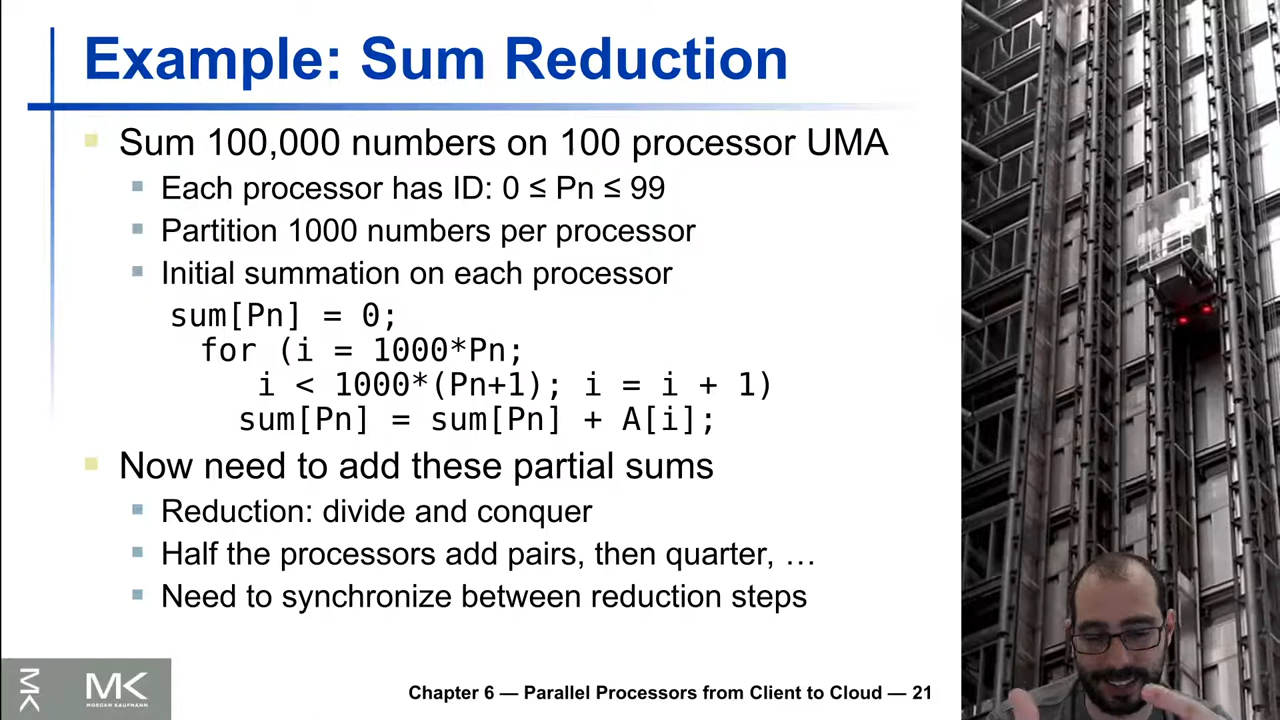 Example: Sum Reduction
Sum 100,000 numbers on 100 processor UMA
Each processor has ID: 0 ≤ Pn ≤ 99
Partition 1000 numbers per processor
Initial summation on each processor
sum[Pn] = 0;
for (i = 1000*Pn;
i < 1000*(Pn+1); i = i + 1)
sum[Pn] = sum[Pn] + A[i];
Now need to add these partial sums
Reduction: divide and conquer
Half the processors add pairs, then quarter, …
Need to synchronize between reduction steps
MK
MK
MORGAN KAUFMANN
Chapter 6 — Parallel Processors from Client to Cloud — 21